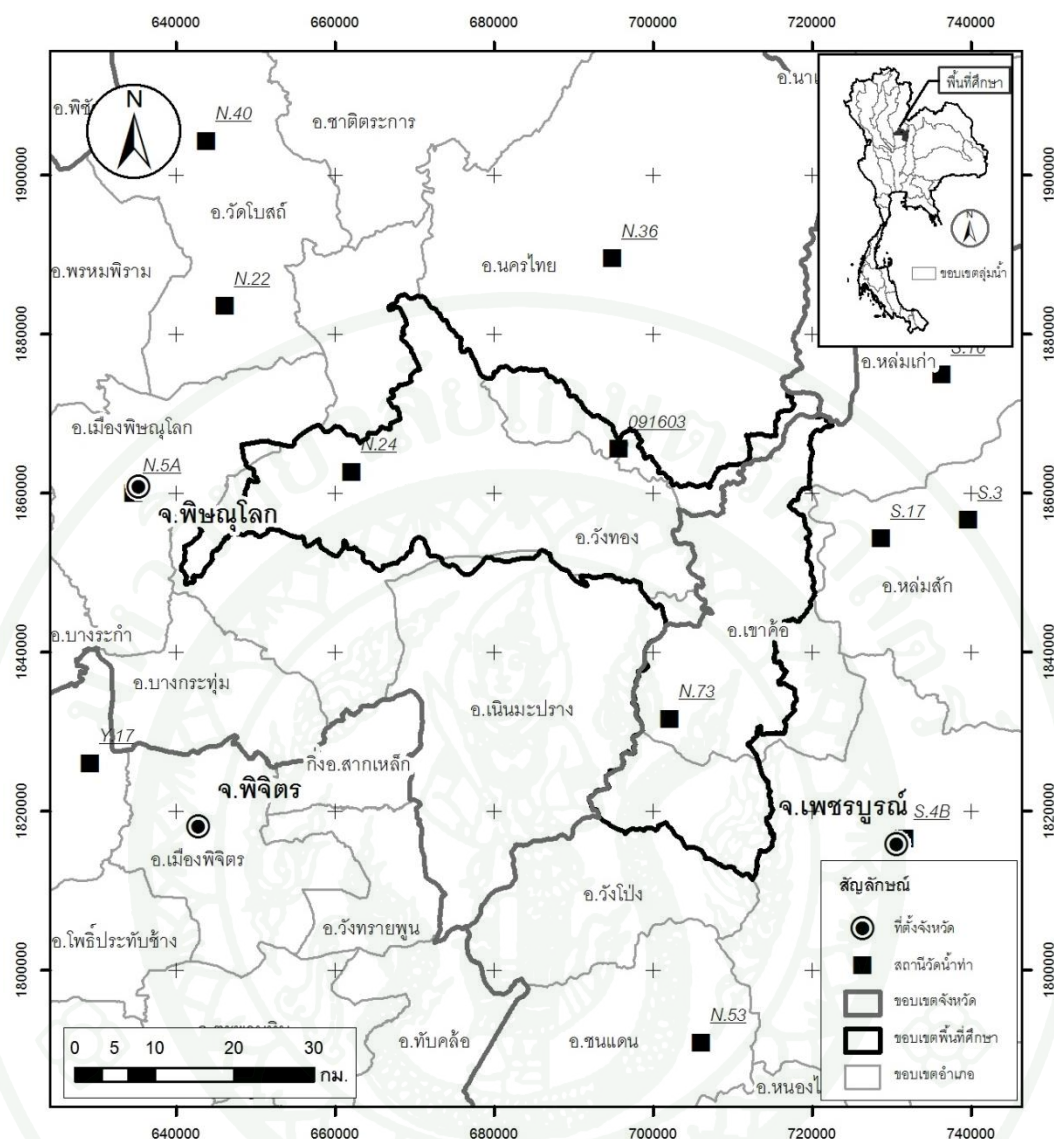 640000 660000 680000 700000 720000 740000
N
พื้นที่ศึกษา
N
ขอบเขตลุ่มน้ำ
N.40
อ.ชาติตระการ
1900000 1900000
อ.วัดโบสถ์
N.36
อ.นครไทย
อ.พรหมพิราม
N.22
1880000 1880000
อ.หล่มเก่า
S.10
อ.เมืองพิษณุโลก
091603
N.24
N.5A
1860000 1860000
จ.พิษณุโลก
S.3
S.17
อ.วังทอง
อ.หล่มสัก
อ.บางระกำ
อ.เขาค้อ
1840000 1840000
อ.บางกระทุ่ม
N.73
อ.เนินมะปราง
Y.17
กิ่งอ.สากเหล็ก
จ.พิจิตร
จ.เพชรบูรณ์
1820000 1820000
S.4B
อ.เมืองพิจิตร
อ.วังโป่ง
อ.วังทรายพูน
อ.โพธิ์ประทับช้าง
1800000 1800000
N.53
อ.ทับคล้อ
อ.ชนแดน
สัญลักษณ์
ที่ตั้งจังหวัด
สถานีวัดน้ำท่า
ขอบเขตจังหวัด
ขอบเขตพื้นที่ศึกษา
ขอบเขตอำเภอ
0 5 10 20 30
กม.
640000 660000 680000 700000 720000 740000